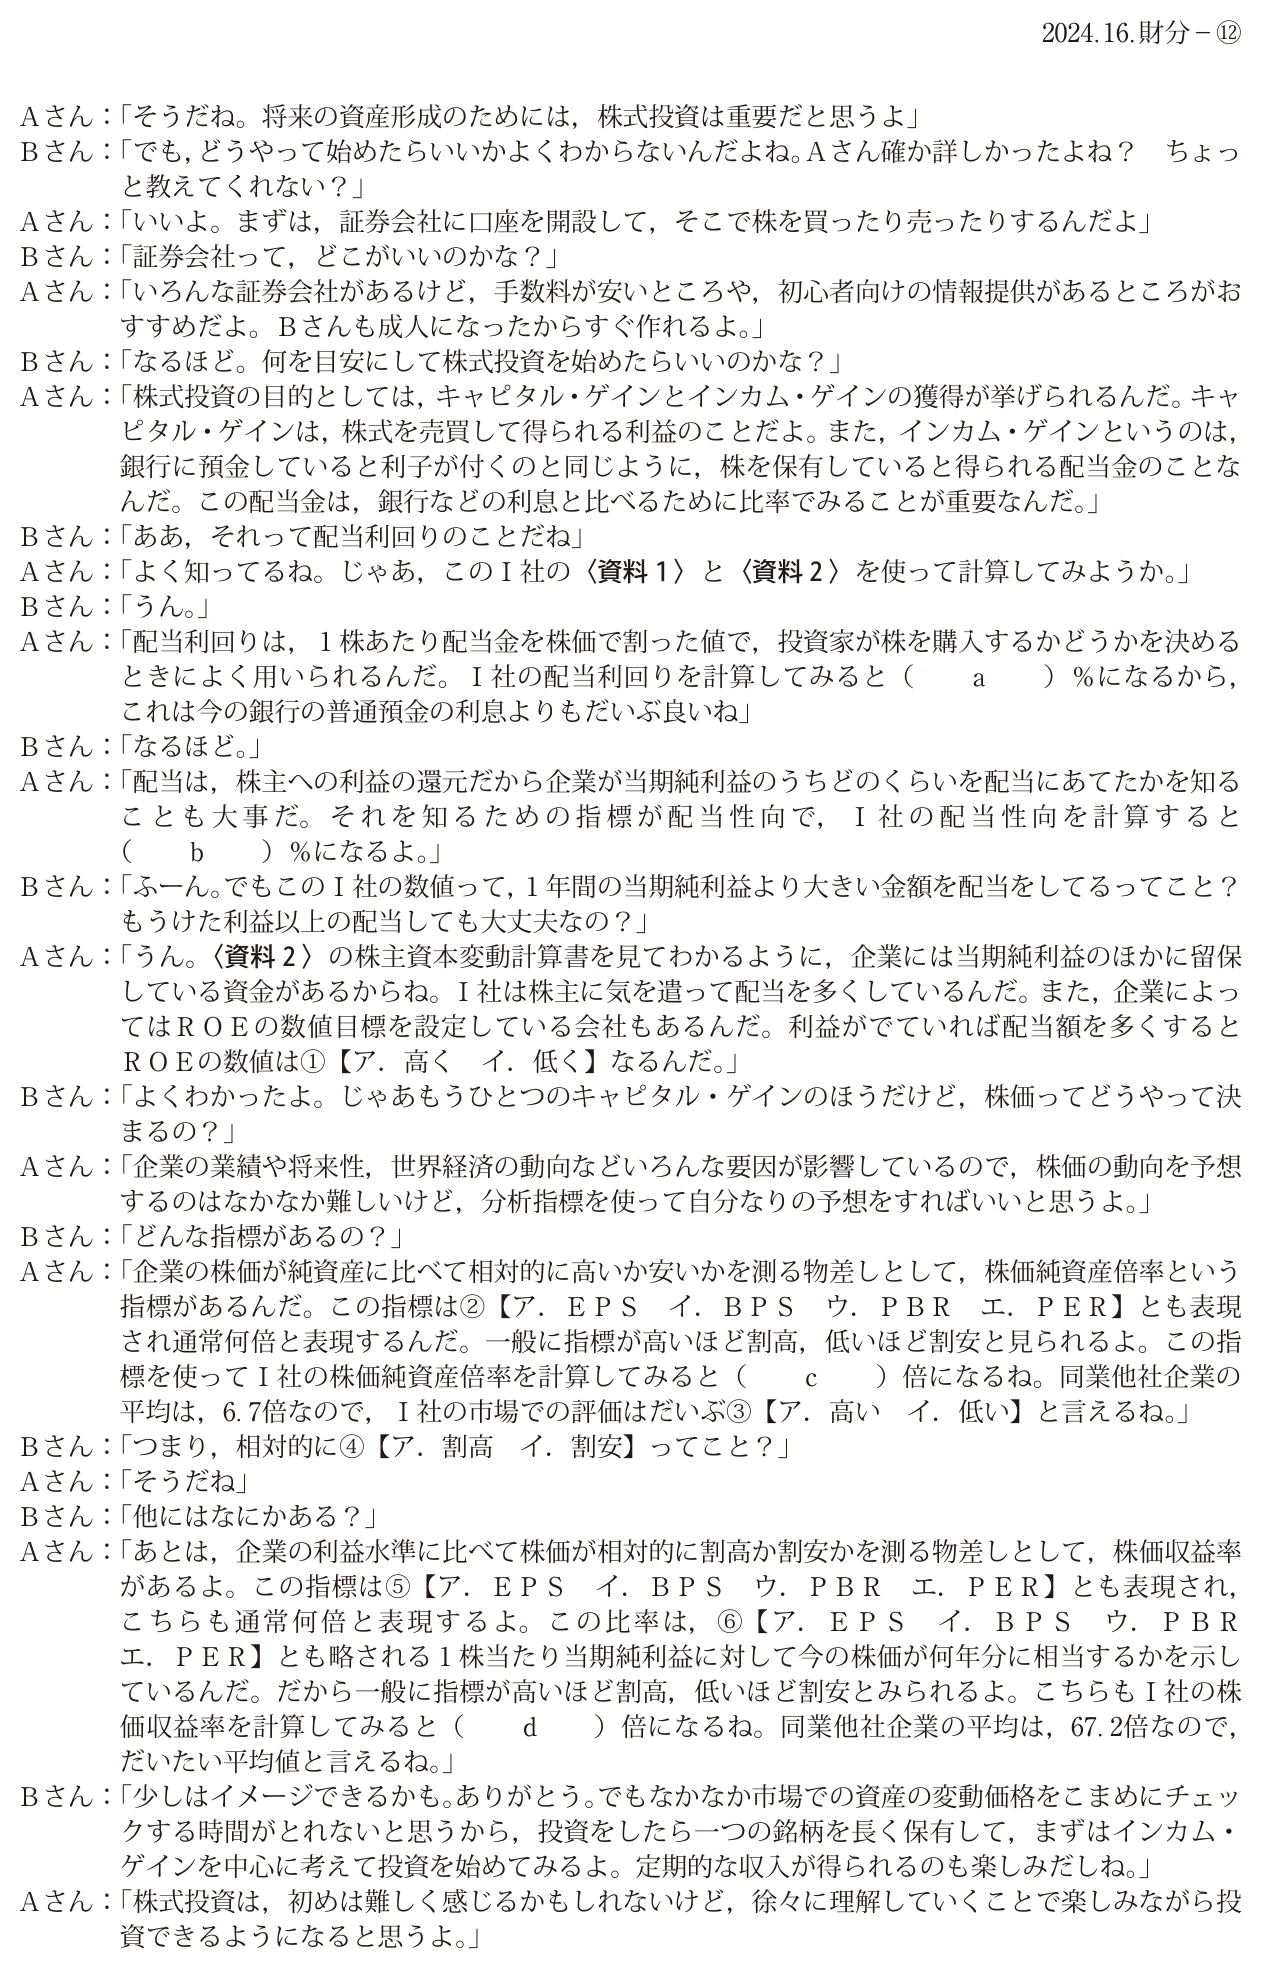 2024.16.財分−⑫
Aさん：「そうだね。将来の資産形成のためには，株式投資は重要だと思うよ」
Bさん：「でも，どうやって始めたらいいかよくわからないんだよね。Aさん確か詳しかったよね？　ちょっ
と教えてくれない？」
Aさん：「いいよ。まずは，証券会社に口座を開設して，そこで株を買ったり売ったりするんだよ」
Bさん：「証券会社って，どこがいいのかな？」
Aさん：「いろんな証券会社があるけど，手数料が安いところや，初心者向けの情報提供があるところがお
すすめだよ。Bさんも成人になったからすぐ作れるよ。」
Bさん：「なるほど。何を目安にして株式投資を始めたらいいのかな？」
Aさん：「株式投資の目的としては，キャピタル・ゲインとインカム・ゲインの獲得が挙げられるんだ。キャ
ピタル・ゲインは，株式を売買して得られる利益のことだよ。また，インカム・ゲインというのは，
銀行に預金していると利子が付くのと同じように，株を保有していると得られる配当金のことな
んだ。この配当金は，銀行などの利息と比べるために比率でみることが重要なんだ。」
Bさん：「ああ，それって配当利回りのことだね」
Aさん：「よく知ってるね。じゃあ，このＩ社の〈資料1〉と〈資料2〉を使って計算してみようか。」
Bさん：「うん。」
Aさん：「配当利回りは，１株あたり配当金を株価で割った値で，投資家が株を購入するかどうかを決める
ときによく用いられるんだ。Ｉ社の配当利回りを計算してみると（　　a　　）％になるから，
これは今の銀行の普通預金の利息よりもだいぶ良いね」
Bさん：「なるほど。」
Aさん：「配当は，株主への利益の還元だから企業が当期純利益のうちどのくらいを配当にあてたかを知る
ことも大事だ。それを知るための指標が配当性向で，Ｉ社の配当性向を計算すると
（　　b　　）％になるよ。」
Bさん：「ふーん。でもこのＩ社の数値って，１年間の当期純利益より大きい金額を配当をしてるってこと？
もうけた利益以上の配当しても大丈夫なの？」
Aさん：「うん。〈資料2〉の株主資本変動計算書を見てわかるように，企業には当期純利益のほかに留保
している資金があるからね。Ｉ社は株主に気を遣って配当を多くしているんだ。また，企業によっ
てはＲＯＥの数値目標を設定している会社もあるんだ。利益がでていれば配当額を多くすると
ＲＯＥの数値は①【ア．高く　イ．低く】なるんだ。」
Bさん：「よくわかったよ。じゃあもうひとつのキャピタル・ゲインのほうだけど，株価ってどうやって決
まるの？」
Aさん：「企業の業績や将来性，世界経済の動向などいろんな要因が影響しているので，株価の動向を予想
するのはなかなか難しいけど，分析指標を使って自分なりの予想をすればいいと思うよ。」
Bさん：「どんな指標があるの？」
Aさん：「企業の株価が純資産に比べて相対的に高いか安いかを測る物差しとして，株価純資産倍率という
指標があるんだ。この指標は②【ア．ＥＰＳ　イ．ＢＰＳ　ウ．ＰＢＲ　エ．ＰＥＲ】とも表現
され通常何倍と表現するんだ。一般に指標が高いほど割高，低いほど割安と見られるよ。この指
標を使ってＩ社の株価純資産倍率を計算してみると（　　c　　）倍になるね。同業他社企業の
平均は，6.7倍なので，Ｉ社の市場での評価はだいぶ③【ア．高い　イ．低い】と言えるね。」
Bさん：「つまり，相対的に④【ア．割高　イ．割安】ってこと？」
Aさん：「そうだね」
Bさん：「他にはなにかある？」
Aさん：「あとは，企業の利益水準に比べて株価が相対的に割高か割安かを測る物差しとして，株価収益率
があるよ。この指標は⑤【ア．ＥＰＳ　イ．ＢＰＳ　ウ．ＰＢＲ　エ．ＰＥＲ】とも表現され，
こちらも通常何倍と表現するよ。この比率は，⑥【ア．ＥＰＳ　イ．ＢＰＳ　ウ．ＰＢＲ
エ．ＰＥＲ】とも略される１株当たり当期純利益に対して今の株価が何年分に相当するかを示し
ているんだ。だから一般に指標が高いほど割高，低いほど割安とみられるよ。こちらもＩ社の株
価収益率を計算してみると（　　d　　）倍になるね。同業他社企業の平均は，67.2倍なので，
だいたい平均値と言えるね。」
Bさん：「少しはイメージできるかも。ありがとう。でもなかなか市場での資産の変動価格をこまめにチェッ
クする時間がとれないと思うから，投資をしたら一つの銘柄を長く保有して，まずはインカム・
ゲインを中心に考えて投資を始めてみるよ。定期的な収入が得られるのも楽しみだしね。」
Aさん：「株式投資は，初めは難しく感じるかもしれないけど，徐々に理解していくことで楽しみながら投
資できるようになると思うよ。」